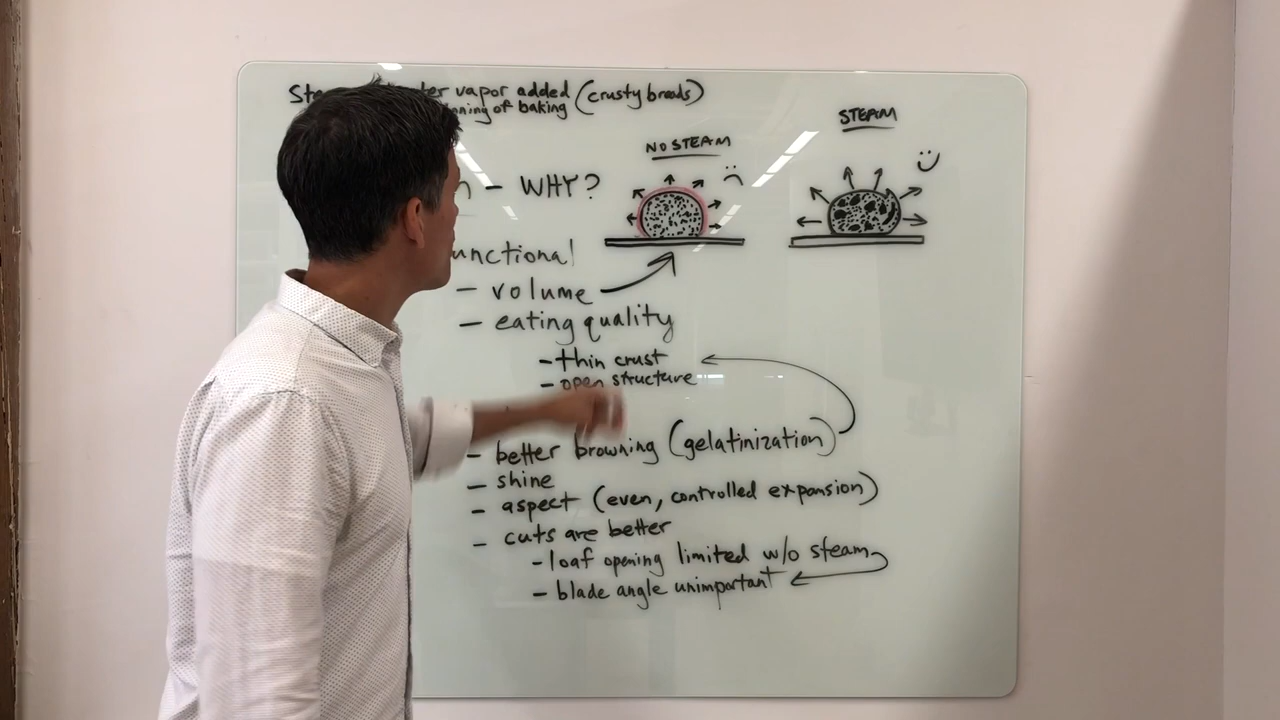 vapor added (crusty breads)
of baking
STEAM
NO STEAM
- WHY?
- volume
- eating quality
- thin crust
- open structure
- better browning (gelatinization)
- shine
- aspect (even, controlled expansion)
- cuts are better
- loaf opening limited w/o steam
- blade angle unimportant